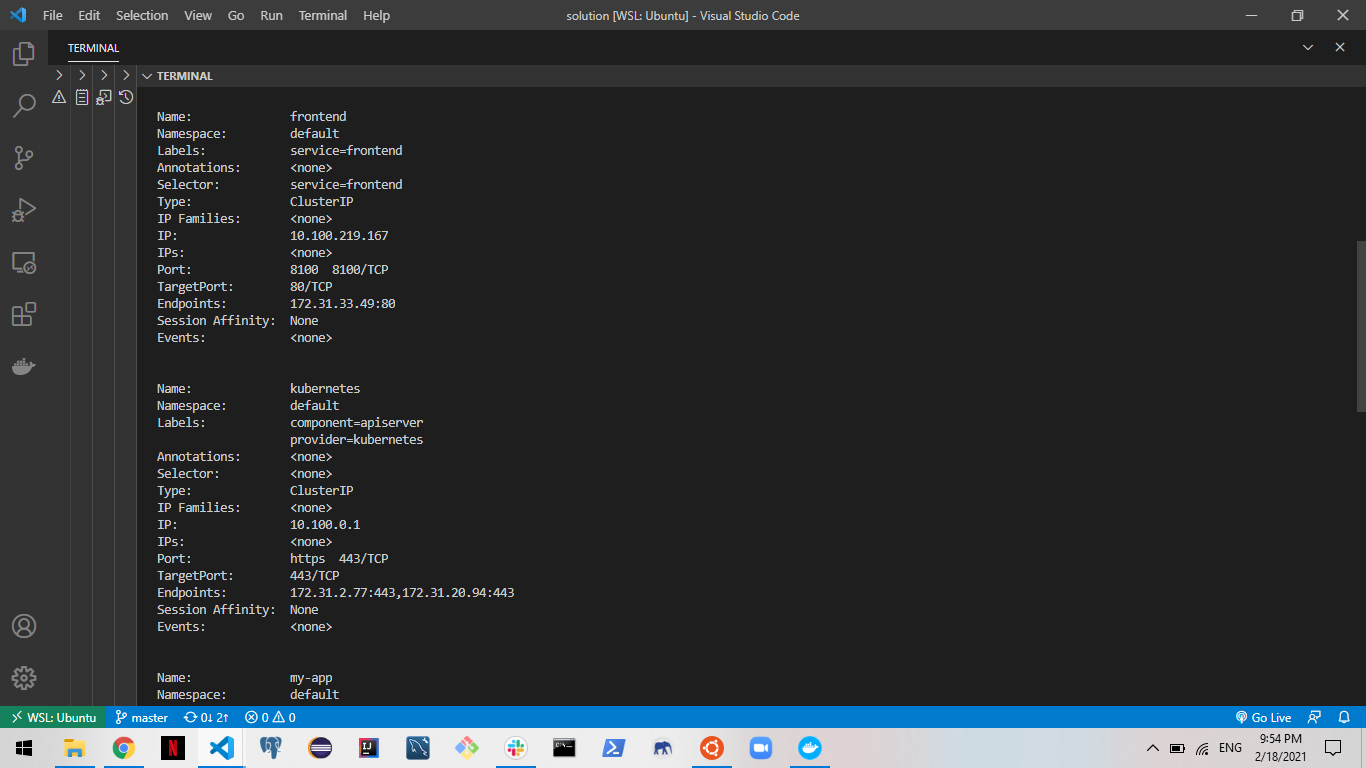 File Edit Selection View Go Run Terminal Help
solution [WSL: Ubuntu] - Visual Studio Code
TERMINAL
TERMINAL
Name: frontend
Namespace: default
Labels: service=frontend
Annotations: <none>
Selector: service=frontend
Type: ClusterIP
IP Families: <none>
IP: 10.100.219.167
IPs: <none>
Port: 8100 8100/TCP
TargetPort: 80/TCP
Endpoints: 172.31.33.49:80
Session Affinity: None
Events: <none>
Name: kubernetes
Namespace: default
Labels: component=apiserver
provider=kubernetes
Annotations: <none>
Selector: <none>
Type: ClusterIP
IP Families: <none>
IP: 10.100.0.1
IPs: <none>
Port: https 443/TCP
TargetPort: 443/TCP
Endpoints: 172.31.2.77:443,172.31.20.94:443
Session Affinity: None
Events: <none>
Name: my-app
Namespace: default
WSL: Ubuntu master 0↓ 2↑ 0 0 Go Live
N IJ ENG
9:54 PM
2/18/2021